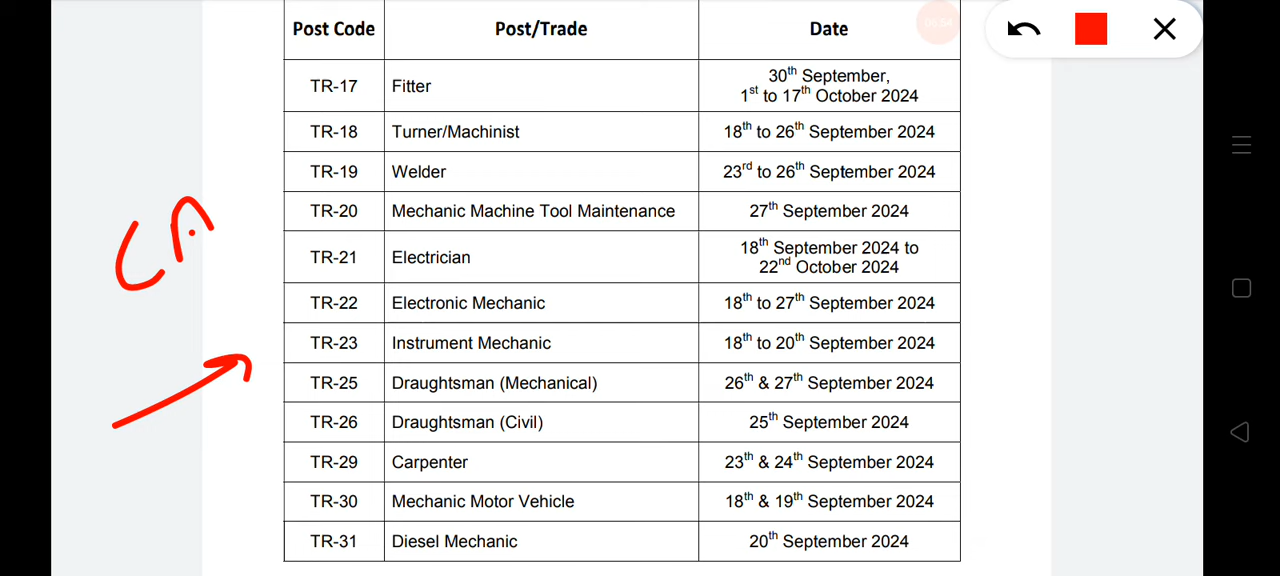 Post Code Post/Trade Date
TR-17 Fitter 30th September,
1st to 17th October 2024
TR-18 Turner/Machinist 18th to 26th September 2024
TR-19 Welder 23rd to 26th September 2024
TR-20 Mechanic Machine Tool Maintenance 27th September 2024
TR-21 Electrician 18th September 2024 to
22nd October 2024
TR-22 Electronic Mechanic 18th to 27th September 2024
TR-23 Instrument Mechanic 18th to 20th September 2024
TR-25 Draughtsman (Mechanical) 26th & 27th September 2024
TR-26 Draughtsman (Civil) 25th September 2024
TR-29 Carpenter 23th & 24th September 2024
TR-30 Mechanic Motor Vehicle 18th & 19th September 2024
TR-31 Diesel Mechanic 20th September 2024